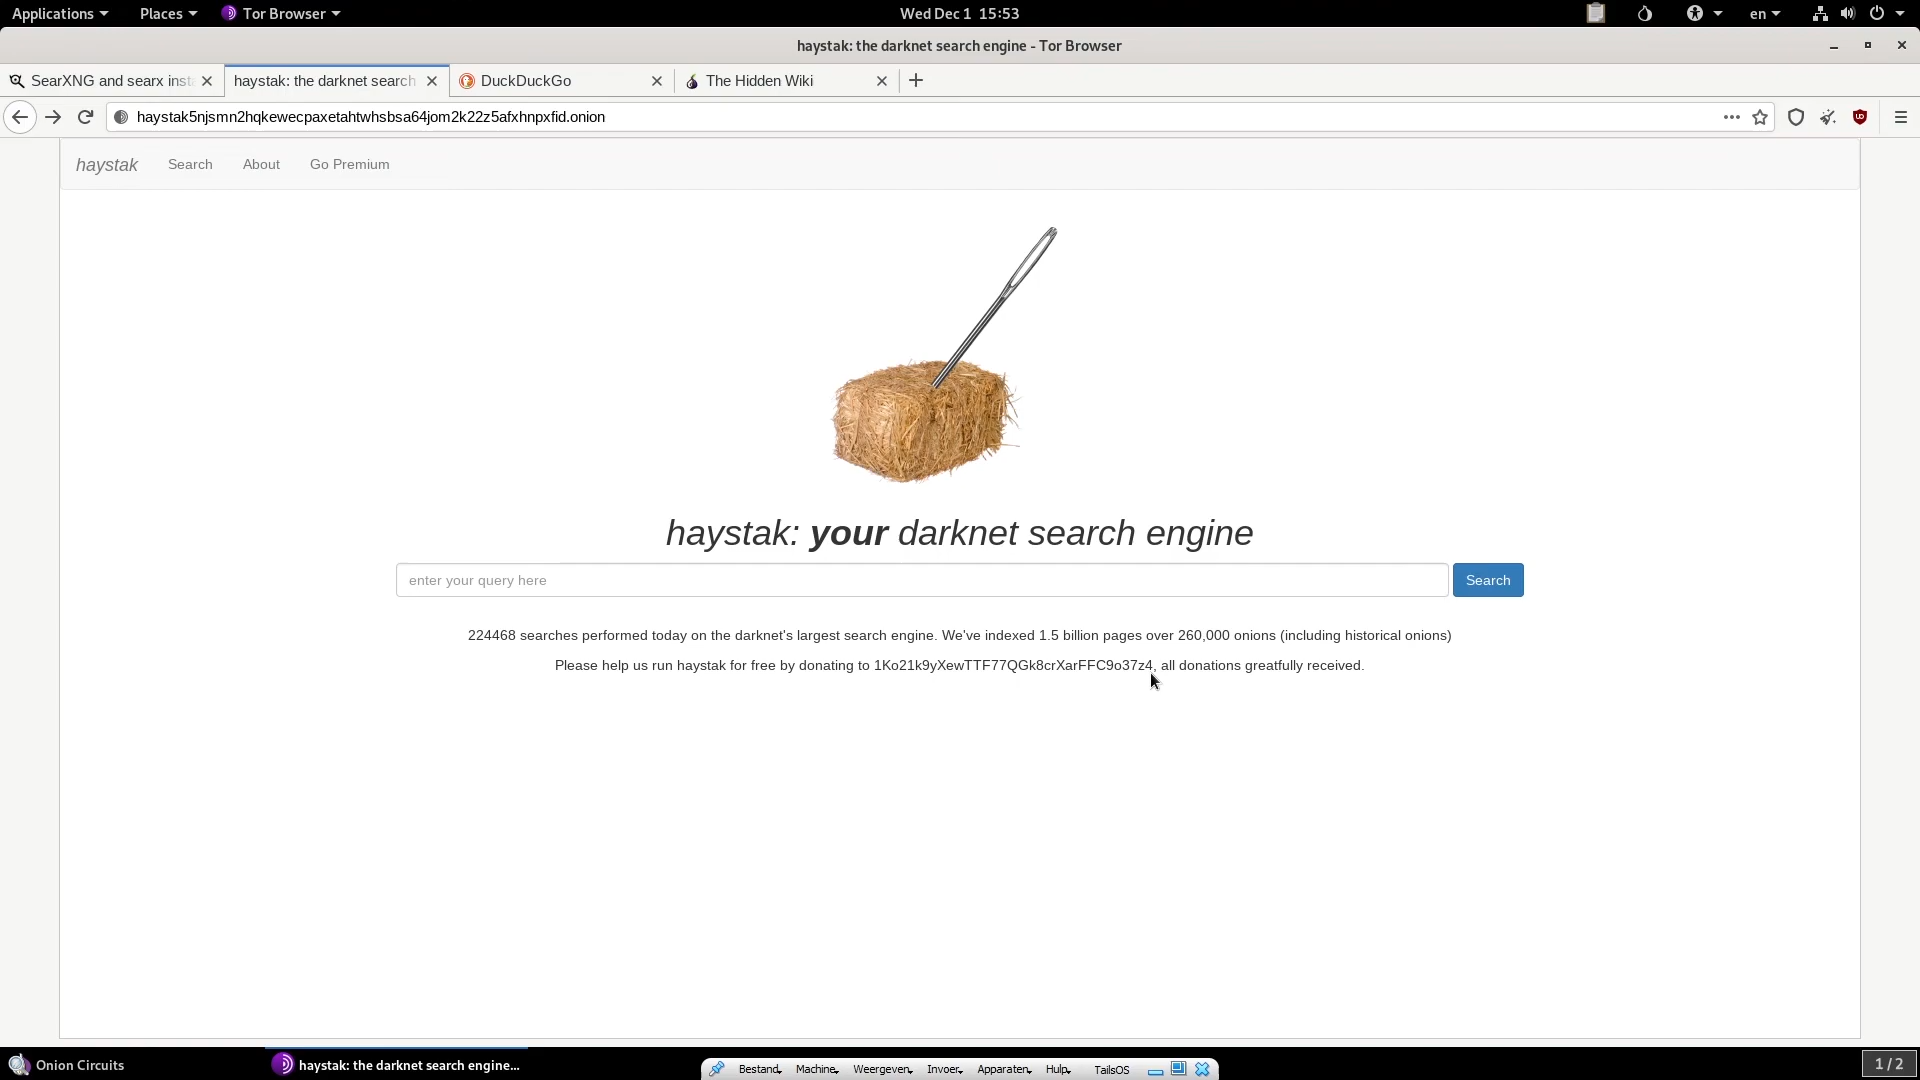 Applications Places Tor Browser Wed Dec 1 15:53 en
haystak: the darknet search engine - Tor Browser
SearXNG and searx inst haystak: the darknet search DuckDuckGo The Hidden Wiki
haystak5njsmn2hqkewecpaxetahtwhsbsa64jom2k22z5afxhnpxfid.onion
haystak Search About Go Premium
haystak: your darknet search engine
enter your query here Search
224468 searches performed today on the darknet's largest search engine. We've indexed 1.5 billion pages over 260,000 onions (including historical onions)
Please help us run haystak for free by donating to 1Ko21k9yXewTTF77QGk8crXarFFC9o37z4, all donations greatfully received.
Onion Circuits haystak: the darknet search engine... Bestand Machine Weergeven Invoer Apparaten Hulp TailsOS 1 / 2